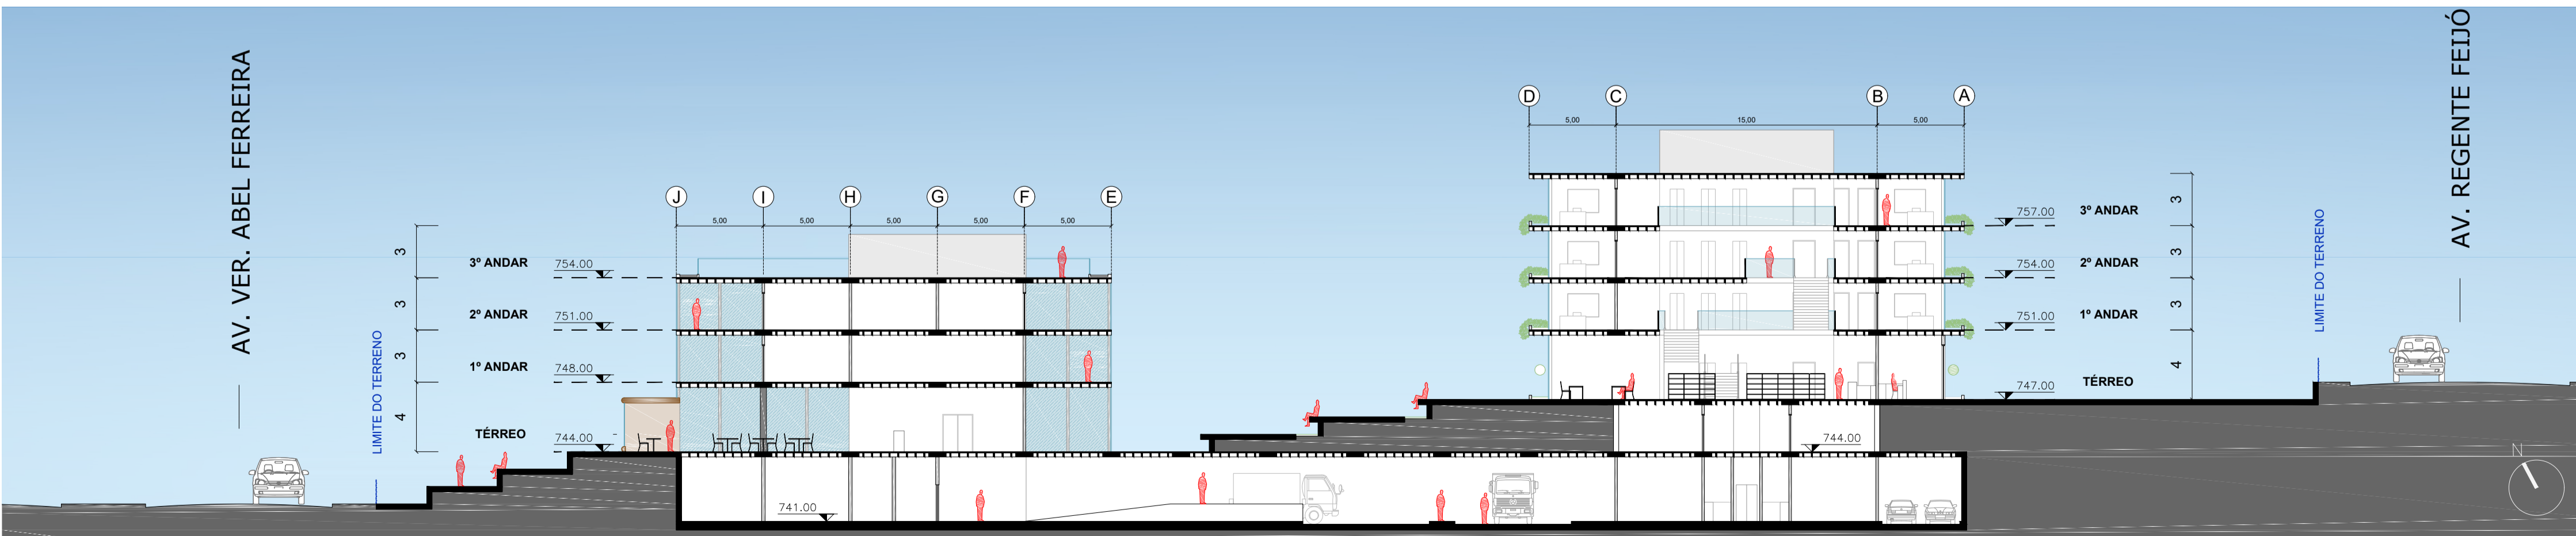 AV. VER. ABEL FERREIRA
LIMITE DO TERRENO
3
3
3
4
3º ANDAR 754.00
2º ANDAR 751.00
1º ANDAR 748.00
TÉRREO 744.00
J I H G F E
5,00 5,00 5,00 5,00 5,00
741.00
D C B A
5,00 15,00 5,00
744.00
757.00 3º ANDAR
754.00 2º ANDAR
751.00 1º ANDAR
747.00 TÉRREO
3
3
3
4
LIMITE DO TERRENO
AV. REGENTE FEIJÓ
N